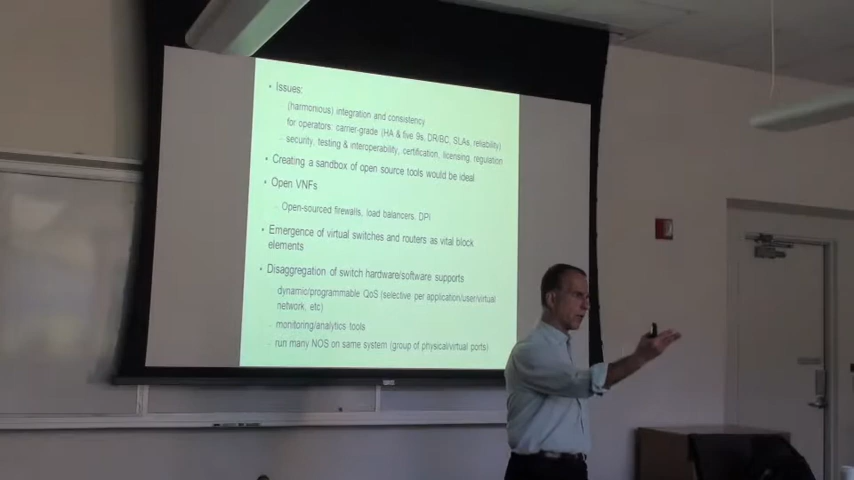 • Issues:
(harmonious) integration and consistency
for operators: carrier-grade (HA & five 9s, DR/BC, SLAs, reliability)
- security, testing & interoperability, certification, licensing, regulation
• Creating a sandbox of open source tools would be ideal
• Open VNFs
- Open-sourced firewalls, load balancers, DPI
• Emergence of virtual switches and routers as vital block
elements
• Disaggregation of switch hardware/software supports
dynamic/programmable QoS (selective per application/user/virtual
network, etc)
- monitoring/analytics tools
- run many NOS on same system (group of physical/virtual ports)